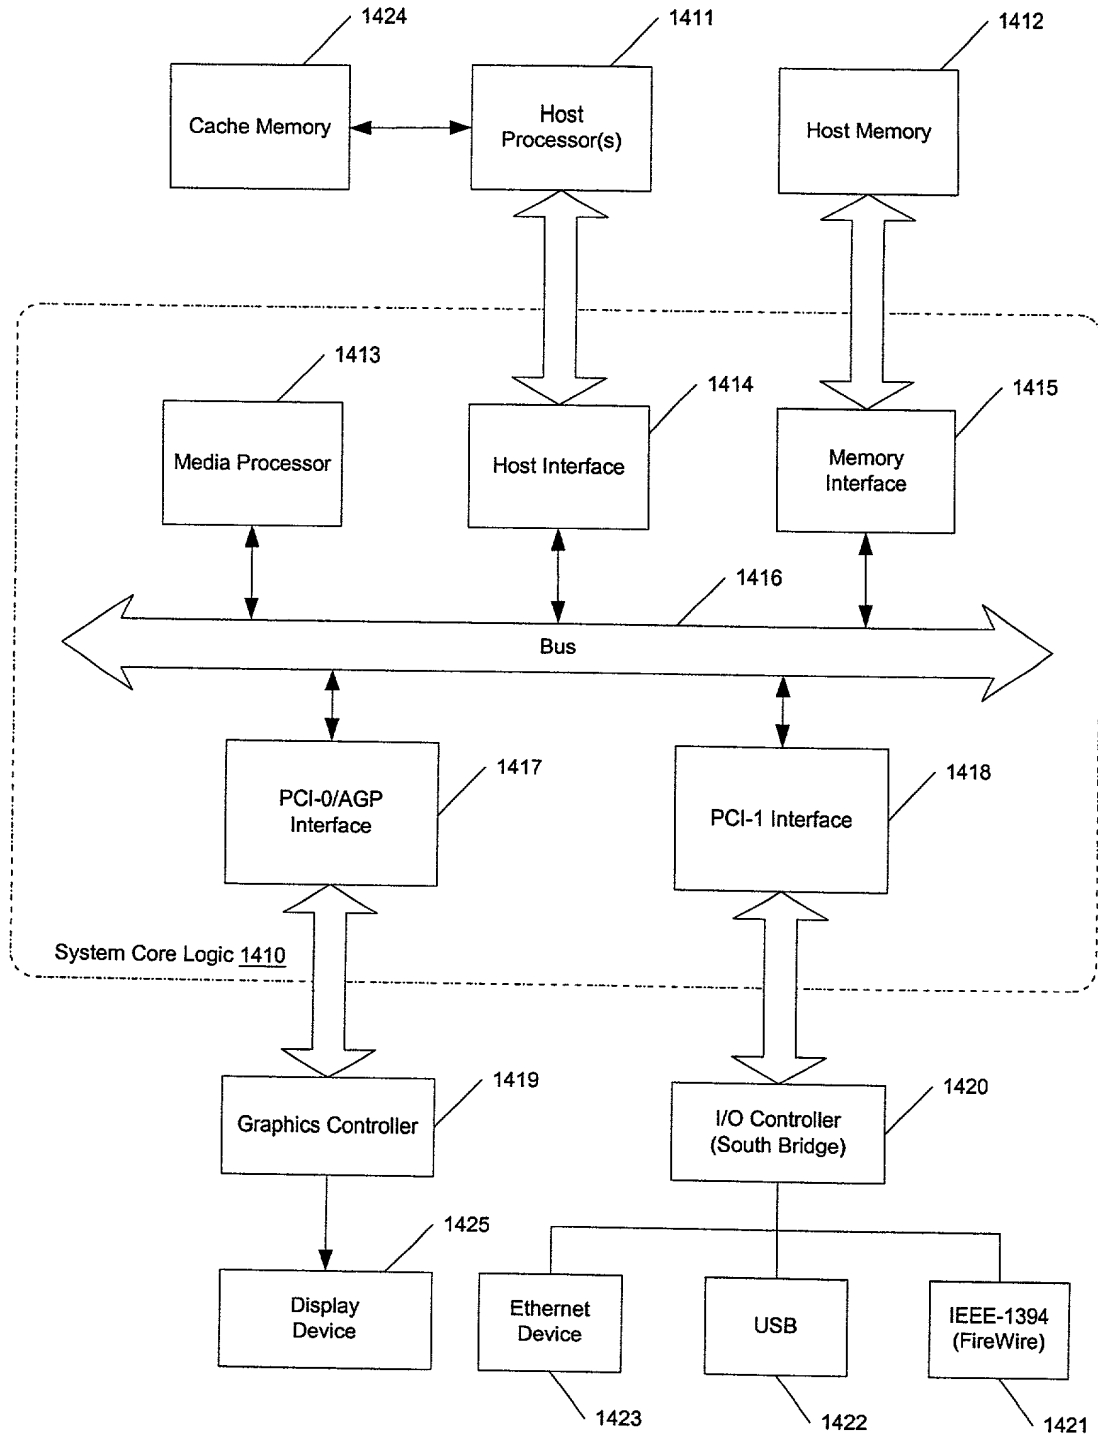 1424
1411
1412
Cache Memory
Host
Processor(s)
Host Memory
1413
1414
1415
Media Processor
Host Interface
Memory
Interface
1416
Bus
1417
1418
PCI-0/AGP
Interface
PCI-1 Interface
System Core Logic 1410
1419
1420
Graphics Controller
I/O Controller
(South Bridge)
1425
Display
Device
Ethernet
Device
USB
IEEE-1394
(FireWire)
1423
1422
1421